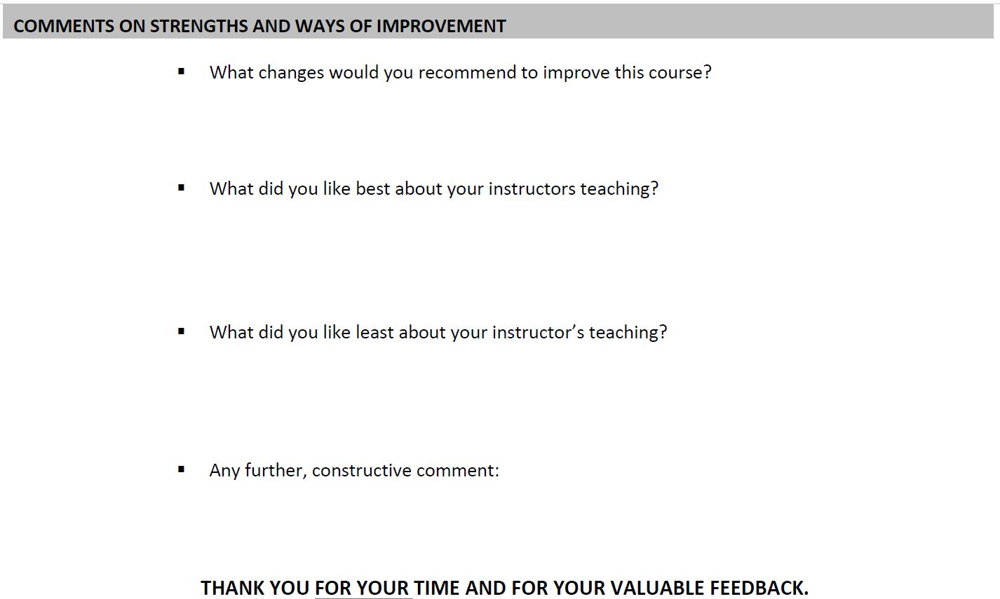 COMMENTS ON STRENGTHS AND WAYS OF IMPROVEMENT
▪ What changes would you recommend to improve this course?
▪ What did you like best about your instructors teaching?
▪ What did you like least about your instructor’s teaching?
▪ Any further, constructive comment:
THANK YOU FOR YOUR TIME AND FOR YOUR VALUABLE FEEDBACK.